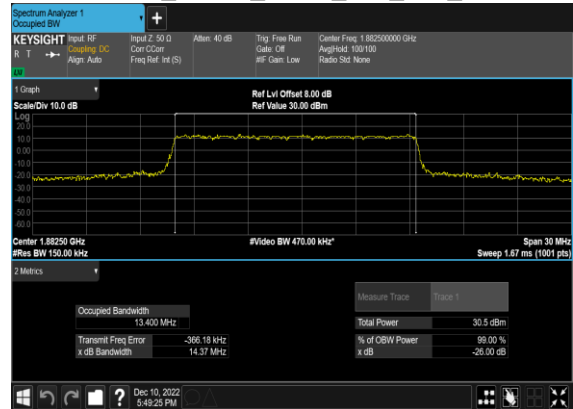 Spectrum Analyzer 1
Occupied BW
KEYSIGHT Input: RF Input Z: 50 Ω Atten: 40 dB Trig: Free Run Center Freq: 1.882500000 GHz
R T Coupling: DC Corr CCorr Gate: Off Avg|Hold: 100/100
Align: Auto Freq Ref: Int (S) #IF Gain: Low Radio Std: None
1 Graph Ref Lvl Offset 8.00 dB
Scale/Div 10.0 dB Ref Value 30.00 dBm
Log
20.0
10.0
0.00
-10.0
-20.0
-30.0
-40.0
-50.0
-60.0
Center 1.88250 GHz #Video BW 470.00 kHz* Span 30 MHz
#Res BW 150.00 kHz Sweep 1.67 ms (1001 pts)
2 Metrics
Measure Trace Trace 1
Occupied Bandwidth
13.400 MHz Total Power 30.5 dBm
Transmit Freq Error -366.18 kHz % of OBW Power 99.00 %
x dB Bandwidth 14.37 MHz x dB -26.00 dB
Dec 10, 2022
5:49:25 PM